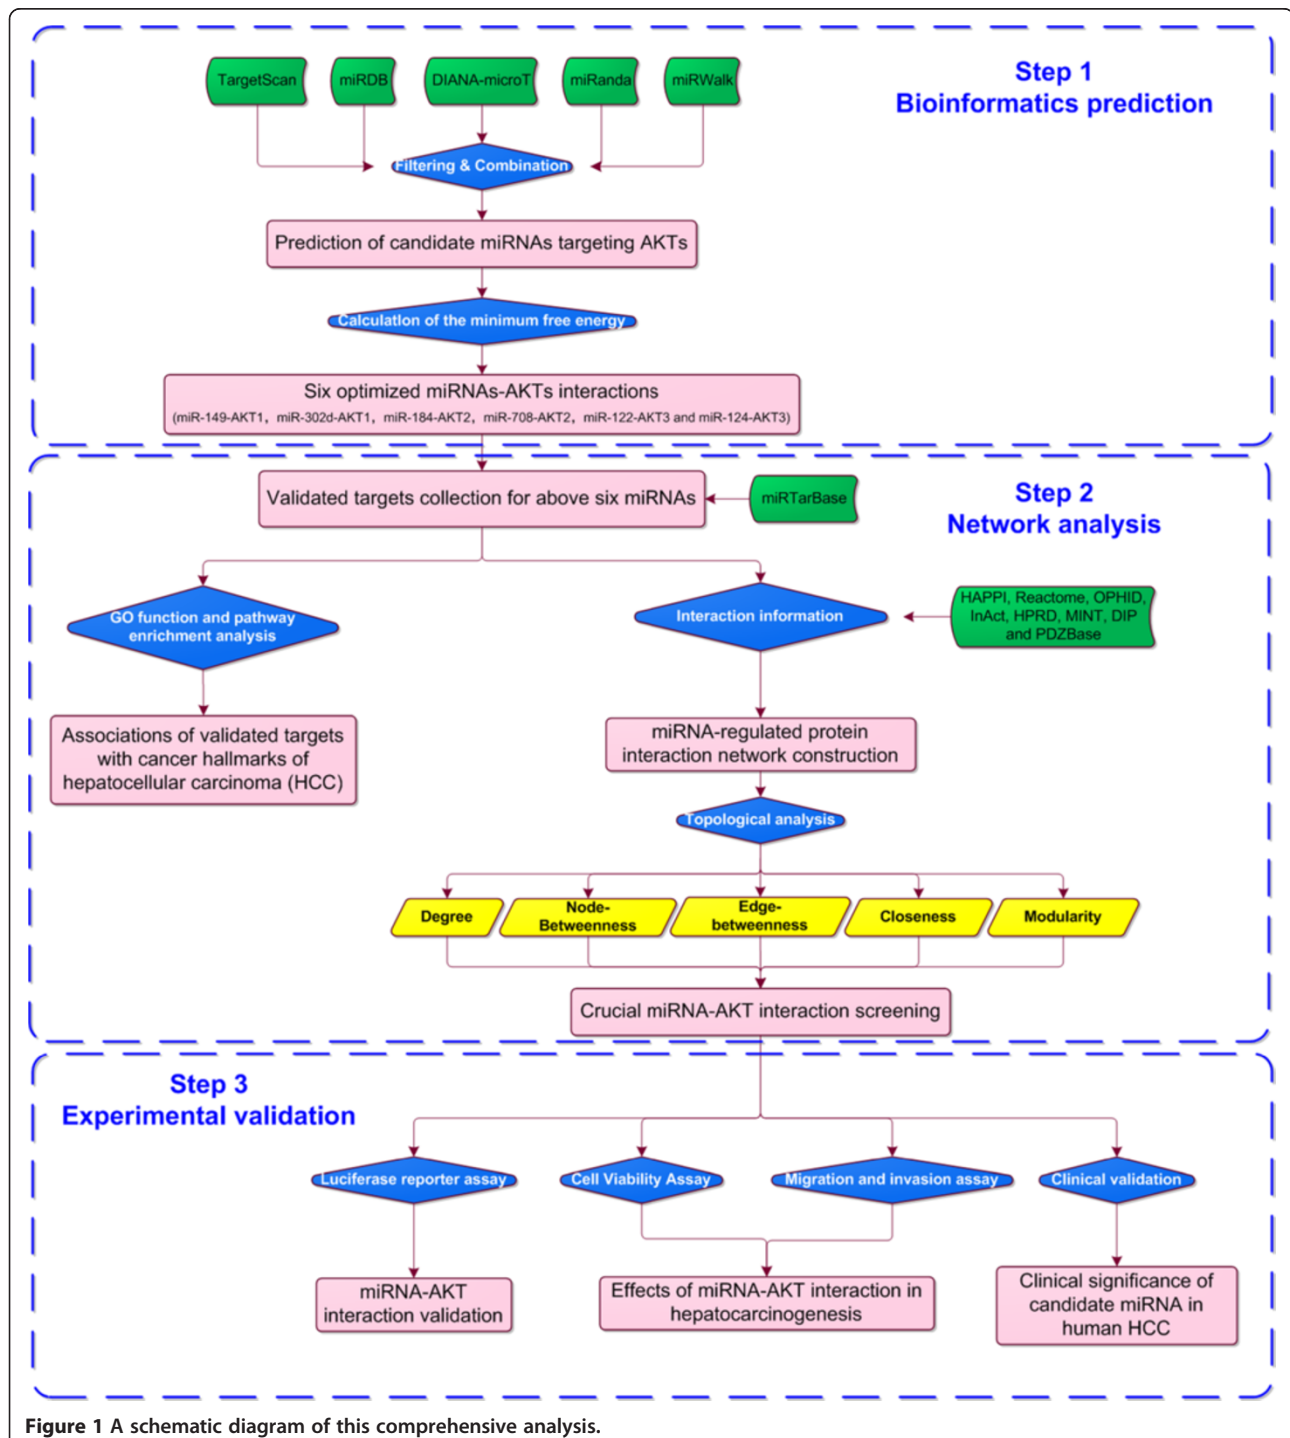 Step 1
Bioinformatics prediction
TargetScan
miRDB
DIANA-microT
miRanda
miRWalk
Filtering & Combination
Prediction of candidate miRNAs targeting AKTs
Calculation of the minimum free energy
Six optimized miRNAs-AKTs interactions
(miR-149-AKT1, miR-302d-AKT1, miR-184-AKT2, miR-708-AKT2, miR-122-AKT3 and miR-124-AKT3)
Step 2
Network analysis
Validated targets collection for above six miRNAs
miRTarBase
GO function and pathway
enrichment analysis
Interaction information
HAPPI, Reactome, OPHID,
InAct, HPRD, MINT, DIP
and PDZBase
Associations of validated targets
with cancer hallmarks of
hepatocellular carcinoma (HCC)
miRNA-regulated protein
interaction network construction
Topological analysis
Degree
Node-
Betweenness
Edge-
betweenness
Closeness
Modularity
Crucial miRNA-AKT interaction screening
Step 3
Experimental validation
Luciferase reporter assay
Cell Viability Assay
Migration and invasion assay
Clinical validation
miRNA-AKT
interaction validation
Effects of miRNA-AKT interaction in
hepatocarcinogenesis
Clinical significance of
candidate miRNA in
human HCC
Figure 1 A schematic diagram of this comprehensive analysis.